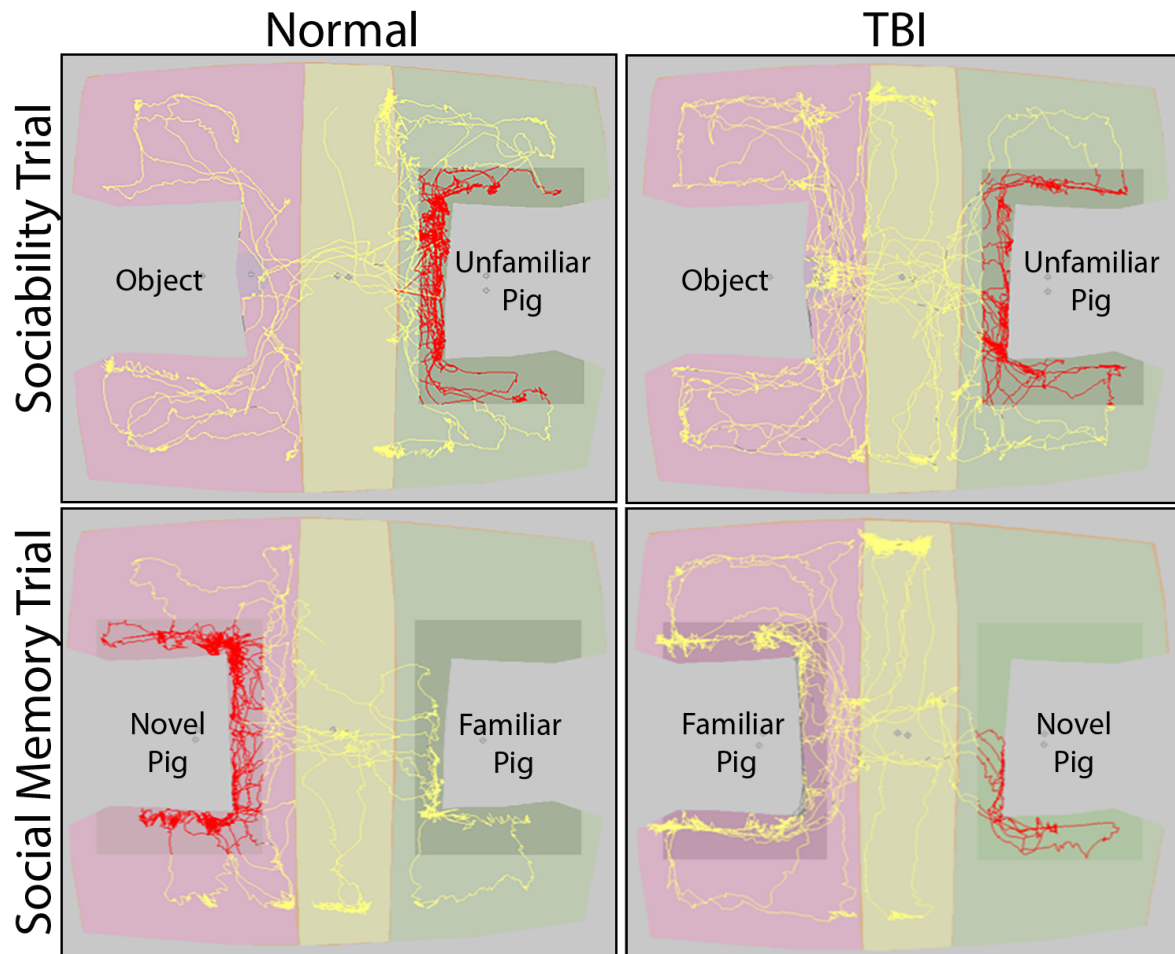 Normal
TBI
Sociability Trial
Object
Unfamiliar
Pig
Object
Unfamiliar
Pig
Social Memory Trial
Novel
Pig
Familiar
Pig
Familiar
Pig
Novel
Pig